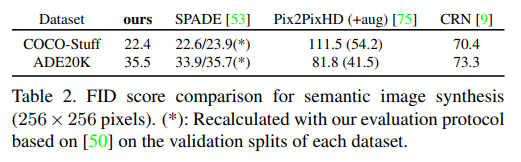 Dataset ours SPADE [53] Pix2PixHD (+aug) [75] CRN [9]
COCO-Stuff 22.4 22.6/23.9(*) 111.5 (54.2) 70.4
ADE20K 35.5 33.9/35.7(*) 81.8 (41.5) 73.3
Table 2. FID score comparison for semantic image synthesis
(256 × 256 pixels). (*): Recalculated with our evaluation protocol
based on [50] on the validation splits of each dataset.